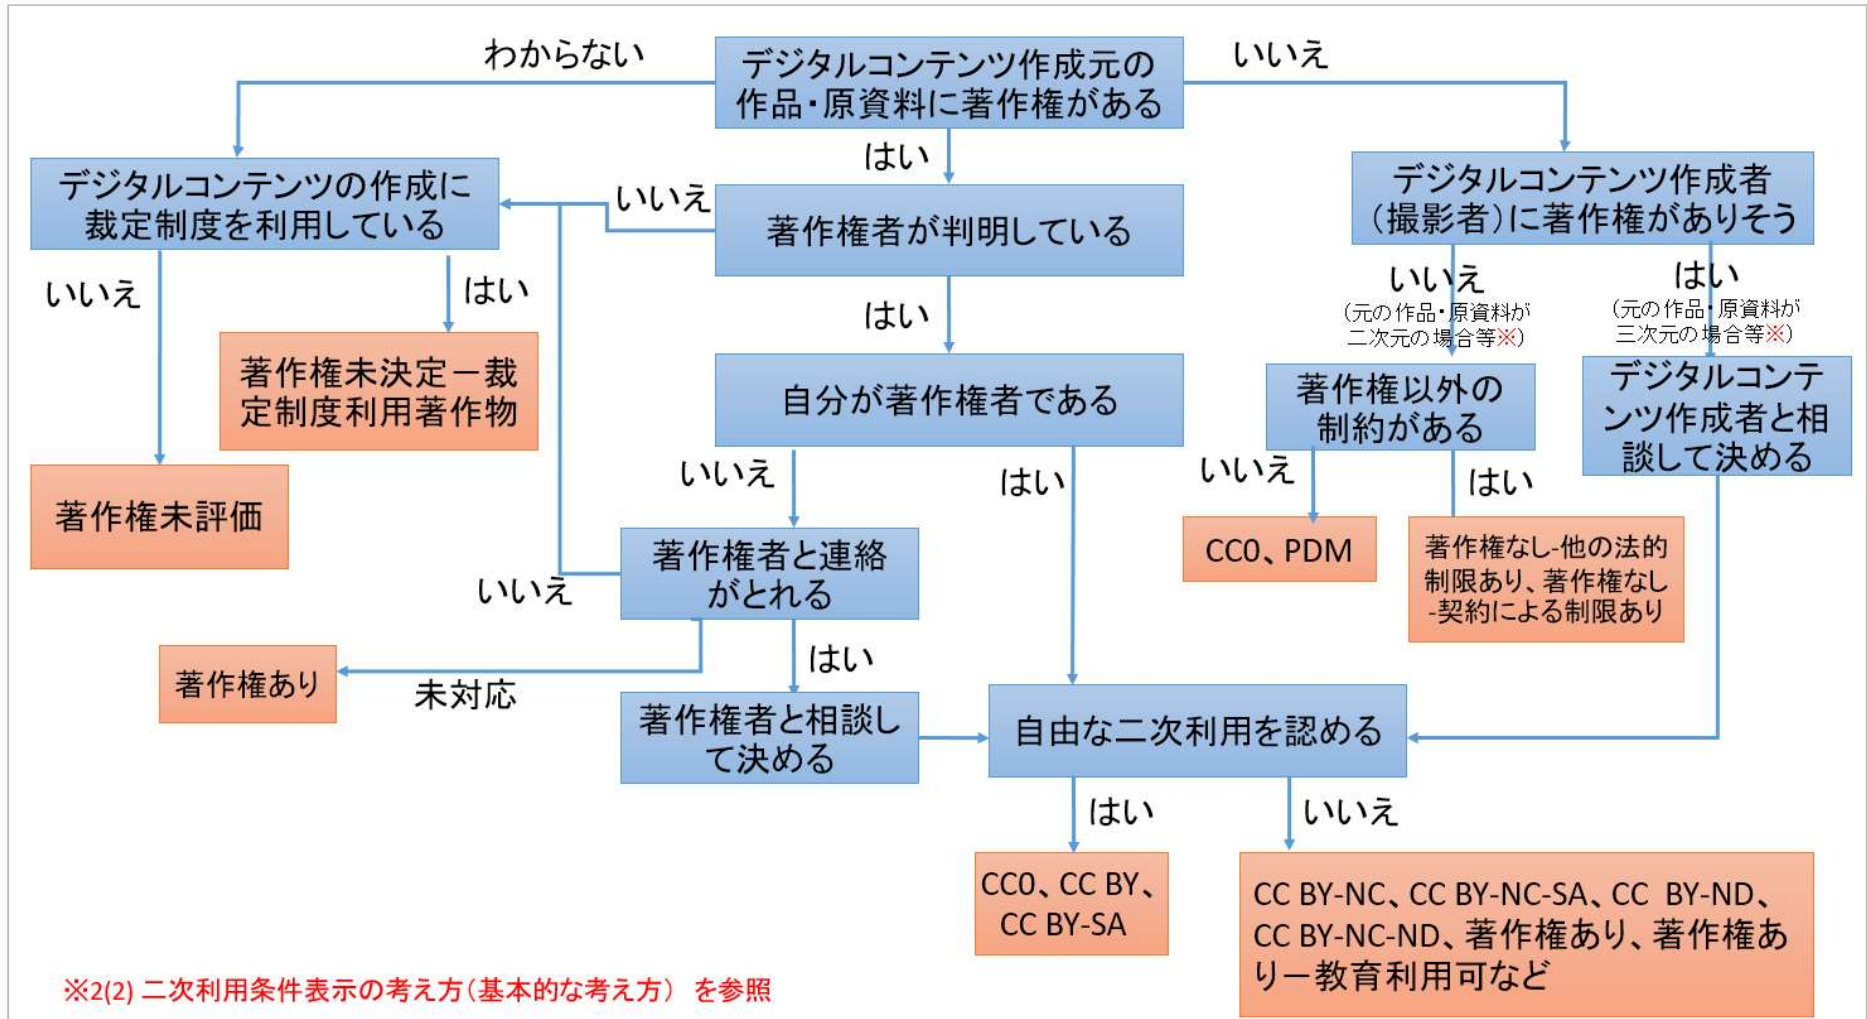 わからない
デジタルコンテンツ作成元の
作品・原資料に著作権がある
いいえ
はい
デジタルコンテンツの作成に
裁定制度を利用している
いいえ
著作権者が判明している
デジタルコンテンツ作成者
(撮影者)に著作権がありそう
いいえ
はい
はい
いいえ
(元の作品・原資料が
二次元の場合等※)
はい
(元の作品・原資料が
三次元の場合等※)
著作権未決定－裁
定制度利用著作物
自分が著作権者である
著作権以外の
制約がある
デジタルコンテ
ンツ作成者と相
談して決める
著作権未評価
いいえ
はい
いいえ
はい
著作権者と連絡
がとれる
CC0、PDM
著作権なし-他の法的
制限あり、著作権なし
-契約による制限あり
いいえ
著作権あり
未対応
はい
著作権者と相談し
て決める
自由な二次利用を認める
はい
いいえ
CC0、CC BY、
CC BY-SA
CC BY-NC、CC BY-NC-SA、CC BY-ND、
CC BY-NC-ND、著作権あり、著作権あ
りー教育利用可など
※2(2) 二次利用条件表示の考え方(基本的な考え方) を参照